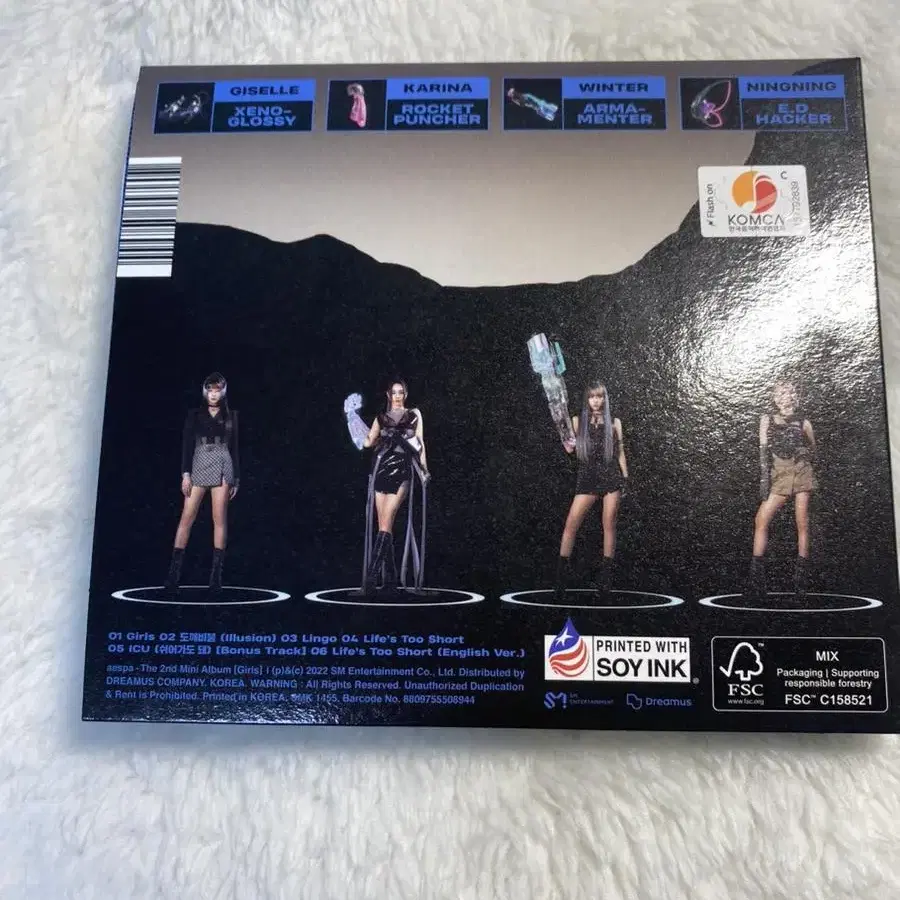 GISELLE
XENO-
GLOSSY
KARINA
ROCKET
PUNCHER
WINTER
ARMA-
MENTER
NINGNING
E.D
HACKER
Flash on
C
KOMCA
01 Girls 02 도깨비불 (Illusion) 03 Lingo 04 Life's Too Short
05 ICU (쉬어가도 돼) [Bonus Track] 06 Life's Too Short (English Ver.)
aespa - The 2nd Mini Album [Girls] ⅰ (p)&(c) 2022 SM Entertainment Co., Ltd. Distributed by
DREAMUS COMPANY. KOREA. WARNING : All Rights Reserved. Unauthorized Duplication
& Rent is Prohibited. Printed in KOREA. SMK 1455. Barcode No. 8809755508944
PRINTED WITH
SOY INK
SM
ENTERTAINMENT
Dreamus
FSC
www.fsc.org
MIX
Packaging | Supporting
responsible forestry
FSC™ C158521